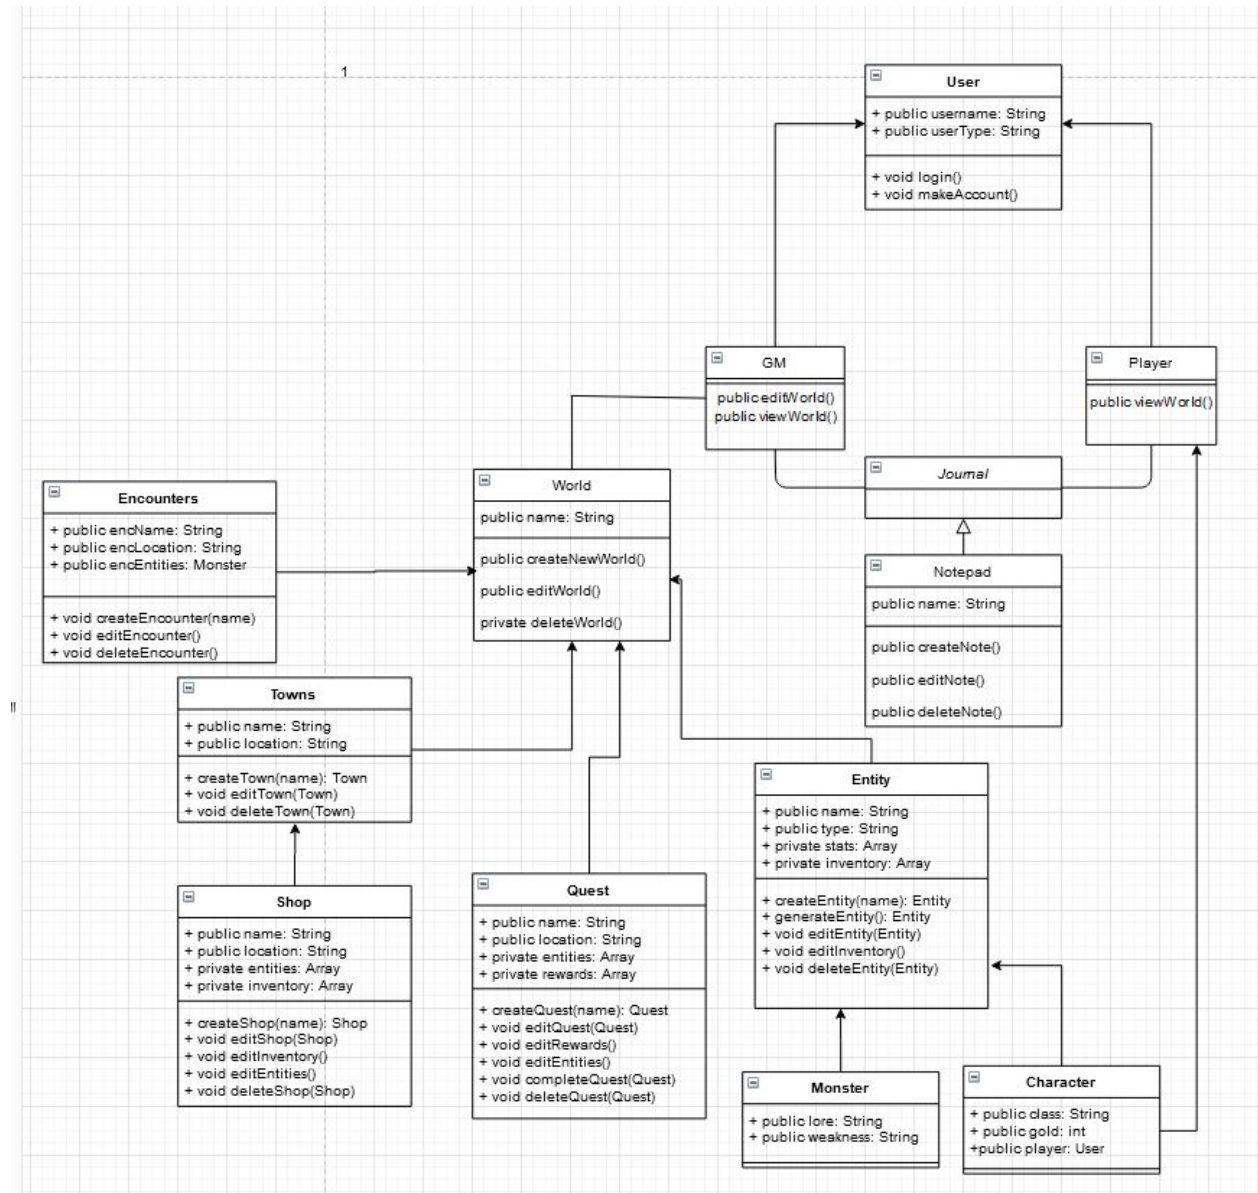 1
User
+ public username: String
+ public userType: String
+ void login()
+ void makeAccount()
GM
public editWorld()
public viewWorld()
Player
public viewWorld()
Journal
Notepad
public name: String
public createNote()
public editNote()
public deleteNote()
World
public name: String
public createNewWorld()
public editWorld()
private deleteWorld()
Encounters
+ public encName: String
+ public encLocation: String
+ public encEntities: Monster
+ void createEncounter(name)
+ void editEncounter()
+ void deleteEncounter()
Towns
+ public name: String
+ public location: String
+ createTown(name): Town
+ void editTown(Town)
+ void deleteTown(Town)
Shop
+ public name: String
+ public location: String
+ private entities: Array
+ private inventory: Array
+ createShop(name): Shop
+ void editShop(Shop)
+ void editInventory()
+ void editEntities()
+ void deleteShop(Shop)
Quest
+ public name: String
+ public location: String
+ private entities: Array
+ private rewards: Array
+ createQuest(name): Quest
+ void editQuest(Quest)
+ void editRewards()
+ void editEntities()
+ void completeQuest(Quest)
+ void deleteQuest(Quest)
Entity
+ public name: String
+ public type: String
+ private stats: Array
+ private inventory: Array
+ createEntity(name): Entity
+ generateEntity(): Entity
+ void editEntity(Entity)
+ void editInventory()
+ void deleteEntity(Entity)
Monster
+ public lore: String
+ public weakness: String
Character
+ public class: String
+ public gold: int
+public player: User